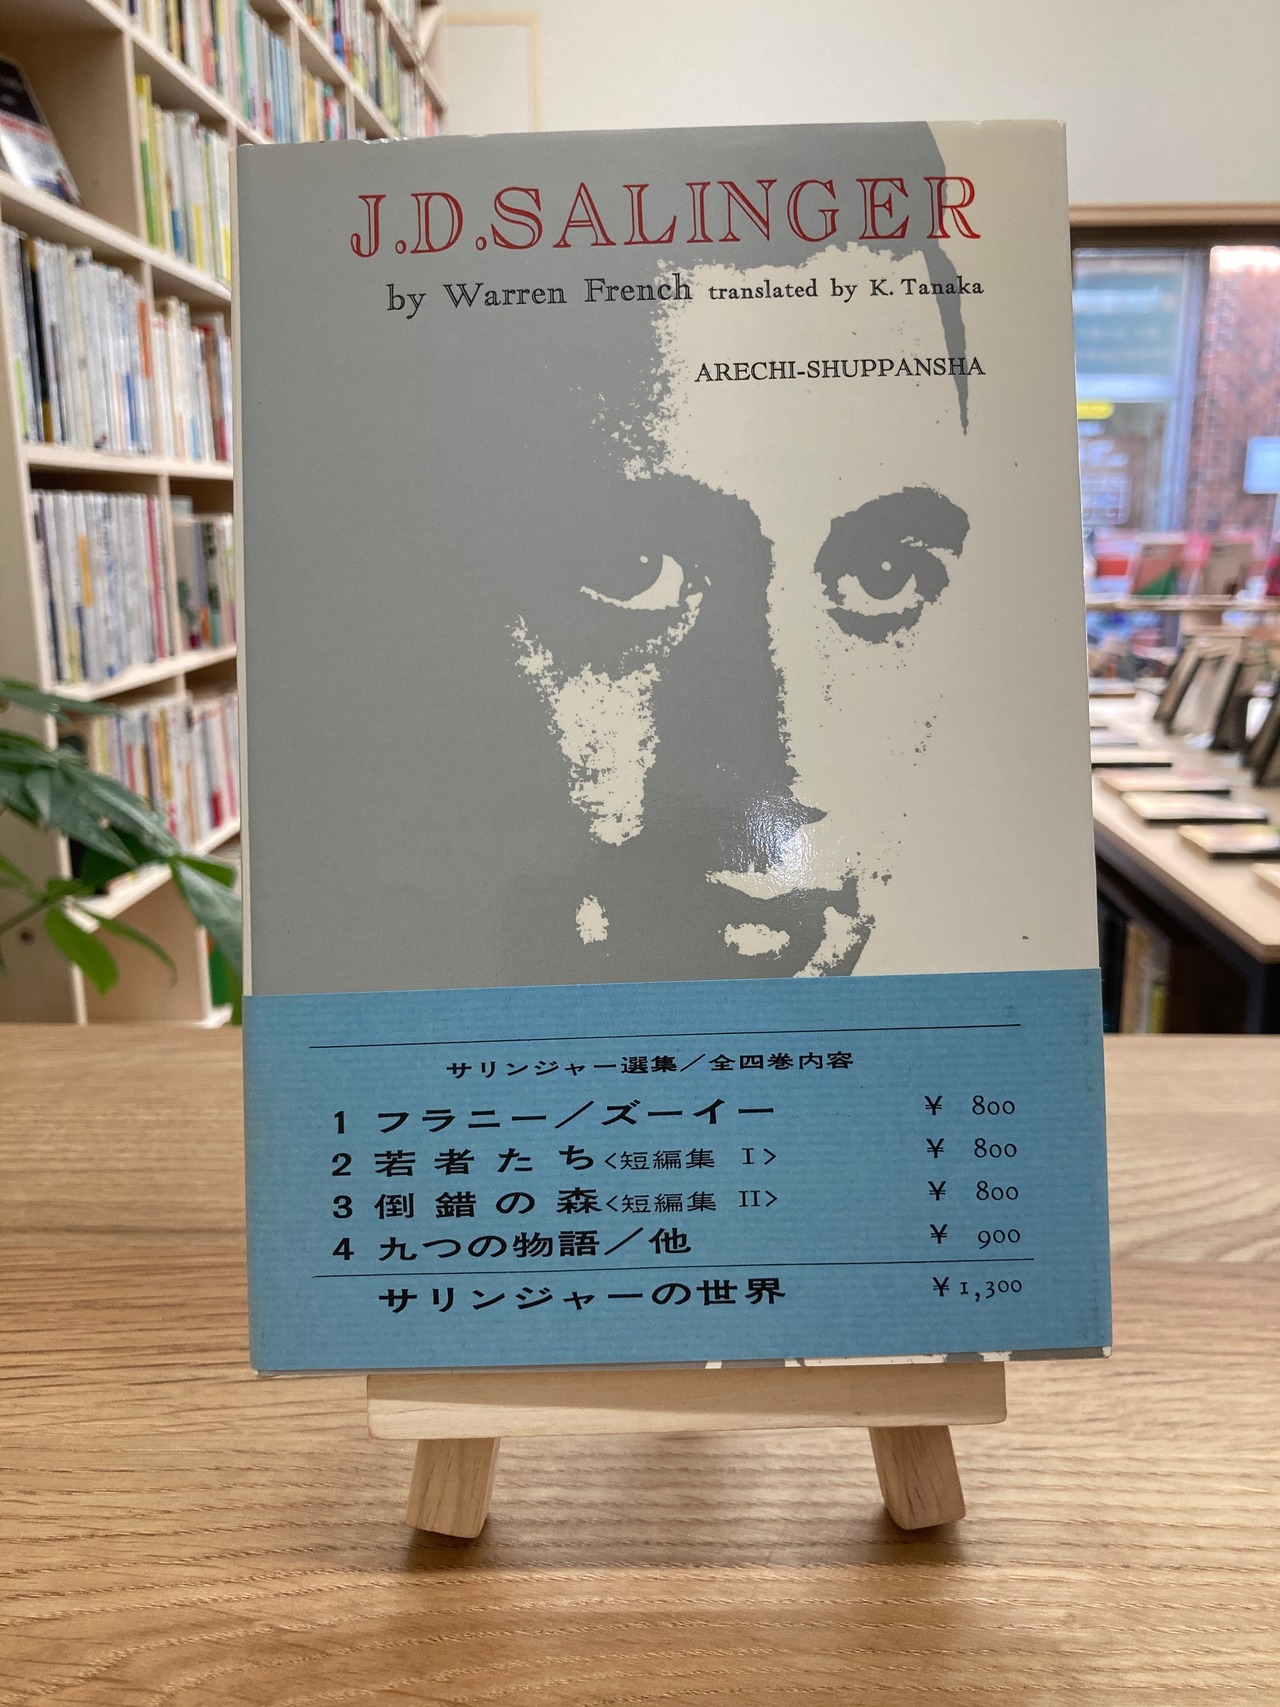 J.D.SALINGER
by Warren French translated by K. Tanaka
ARECHI-SHUPPANSHA
サリンジャー選集／全四巻内容
1 フラニー／ズーイー ¥ 800
2 若者たち<短編集 I> ¥ 800
3 倒錯の森<短編集 II> ¥ 800
4 九つの物語／他 ¥ 900
サリンジャーの世界 ¥1,300